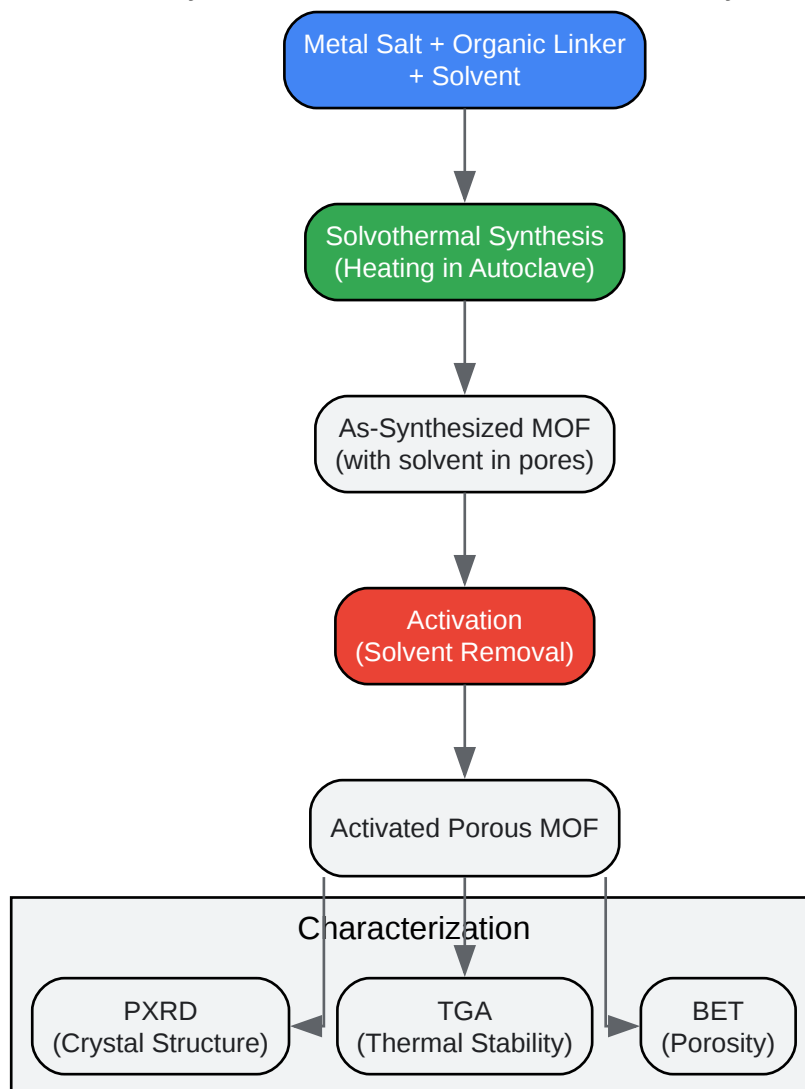 Metal Salt + Organic Linker
+ Solvent
Solvothermal Synthesis
(Heating in Autoclave)
As-Synthesized MOF
(with solvent in pores)
Activation
(Solvent Removal)
Activated Porous MOF
Characterization
PXRD
(Crystal Structure)
TGA
(Thermal Stability)
BET
(Porosity)